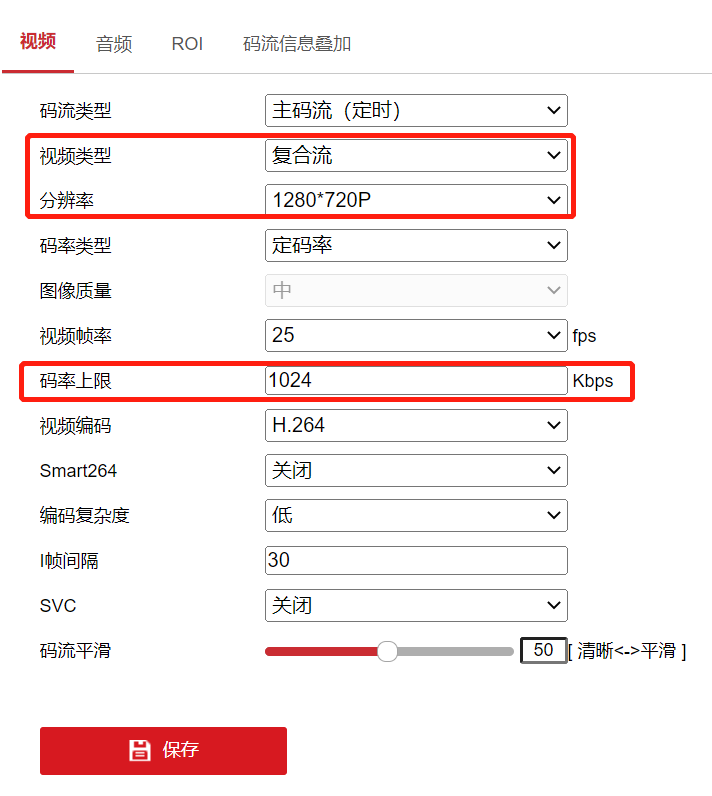 视频 音频 ROI 码流信息叠加
码流类型 主码流（定时）
视频类型 复合流
分辨率 1280*720P
码率类型 定码率
图像质量 中
视频帧率 25 fps
码率上限 1024 Kbps
视频编码 H.264
Smart264 关闭
编码复杂度 低
I帧间隔 30
SVC 关闭
码流平滑 50 [ 清晰<->平滑 ]
保存